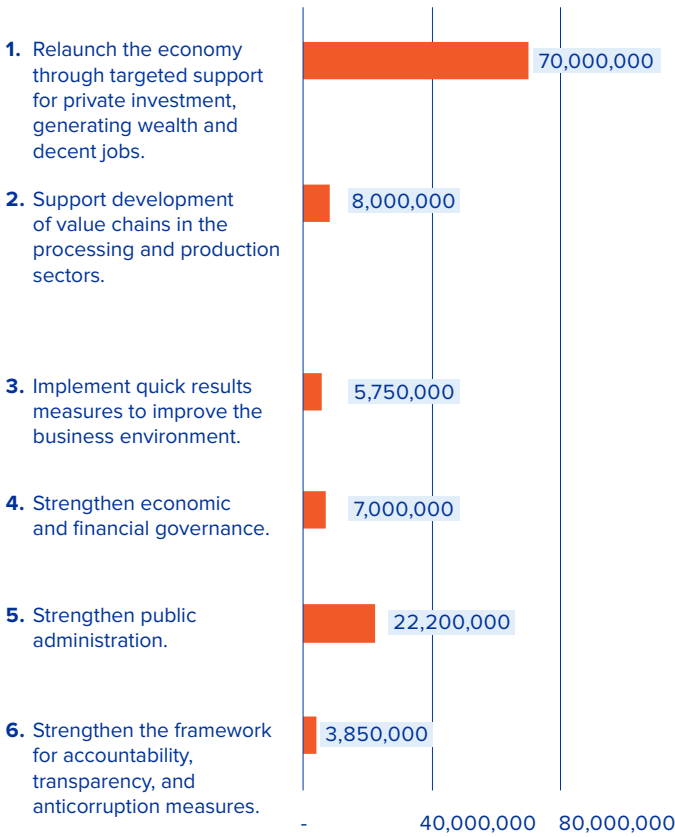 1. Relaunch the economy
through targeted support
for private investment,
generating wealth and
decent jobs.
70,000,000
2. Support development
of value chains in the
processing and production
sectors.
8,000,000
3. Implement quick results
measures to improve the
business environment.
5,750,000
4. Strengthen economic
and financial governance.
7,000,000
5. Strengthen public
administration.
22,200,000
6. Strengthen the framework
for accountability,
transparency, and
anticorruption measures.
3,850,000
- 40,000,000 80,000,000